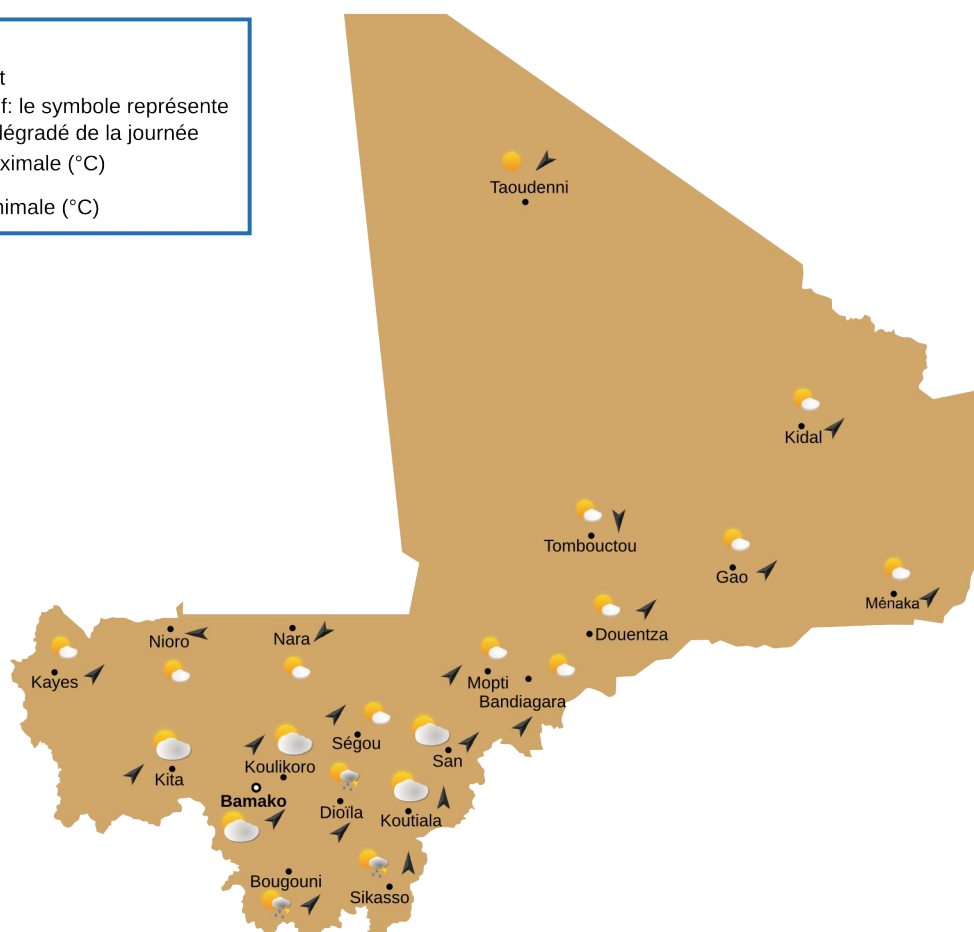 t
f: le symbole représente
dégradé de la journée
ximale (°C)
nimale (°C)
Taoudenni
Kidal
Tombouctou
Gao
Ménaka
Douentza
Nioro
Nara
Kayes
Mopti
Bandiagara
Ségou
San
Koulikoro
Kita
Bamako
Dioïla
Koutiala
Bougouni
Sikasso